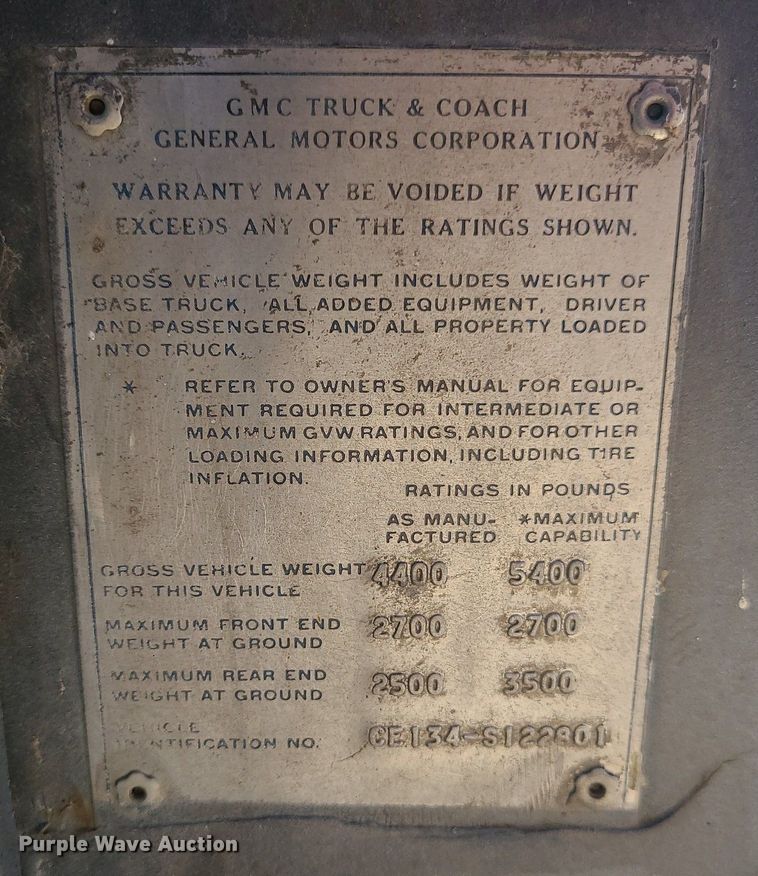 GMC TRUCK & COACH
GENERAL MOTORS CORPORATION
WARRANTY MAY BE VOIDED IF WEIGHT
EXCEEDS ANY OF THE RATINGS SHOWN.
GROSS VEHICLE WEIGHT INCLUDES WEIGHT OF
BASE TRUCK, ALL ADDED EQUIPMENT, DRIVER
AND PASSENGERS, AND ALL PROPERTY LOADED
INTO TRUCK.
* REFER TO OWNER'S MANUAL FOR EQUIP-
MENT REQUIRED FOR INTERMEDIATE OR
MAXIMUM GVW RATINGS, AND FOR OTHER
LOADING INFORMATION, INCLUDING TIRE
INFLATION.
RATINGS IN POUNDS
AS MANU- *MAXIMUM
FACTURED CAPABILITY
GROSS VEHICLE WEIGHT 4400 5400
FOR THIS VEHICLE
MAXIMUM FRONT END 2700 2700
WEIGHT AT GROUND
MAXIMUM REAR END 2500 3500
WEIGHT AT GROUND
VEHICLE
IDENTIFICATION NO. CE134-S122801
Purple Wave Auction